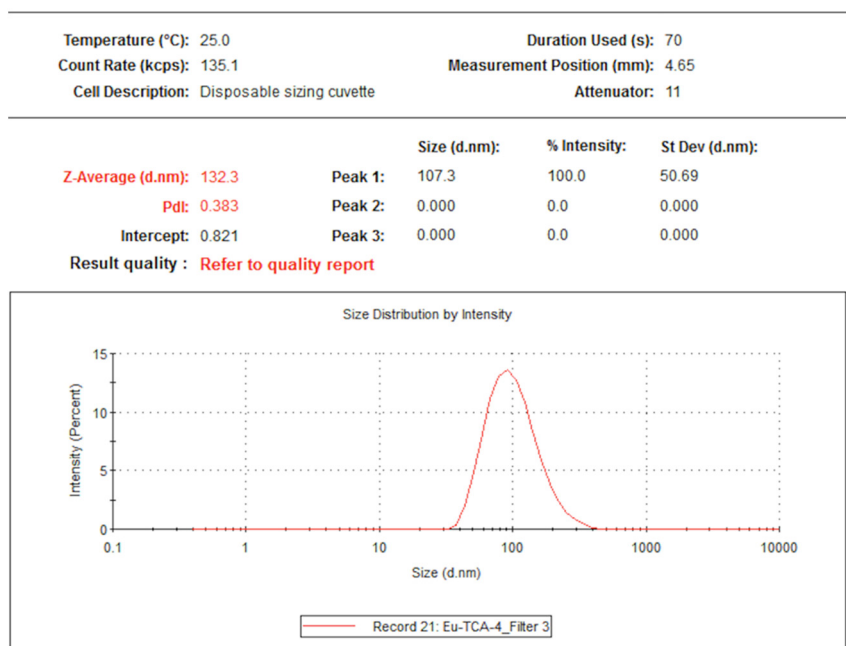 Temperature (°C): 25.0 Duration Used (s): 70
Count Rate (kcps): 135.1 Measurement Position (mm): 4.65
Cell Description: Disposable sizing cuvette Attenuator: 11
Size (d.nm): % Intensity: St Dev (d.nm):
Z-Average (d.nm): 132.3 Peak 1: 107.3 100.0 50.69
PdI: 0.383 Peak 2: 0.000 0.0 0.000
Intercept: 0.821 Peak 3: 0.000 0.0 0.000
Result quality : Refer to quality report
Size Distribution by Intensity
Intensity (Percent)
15
10
5
0
0.1 1 10 100 1000 10000
Size (d.nm)
Record 21: Eu-TCA-4_Filter 3